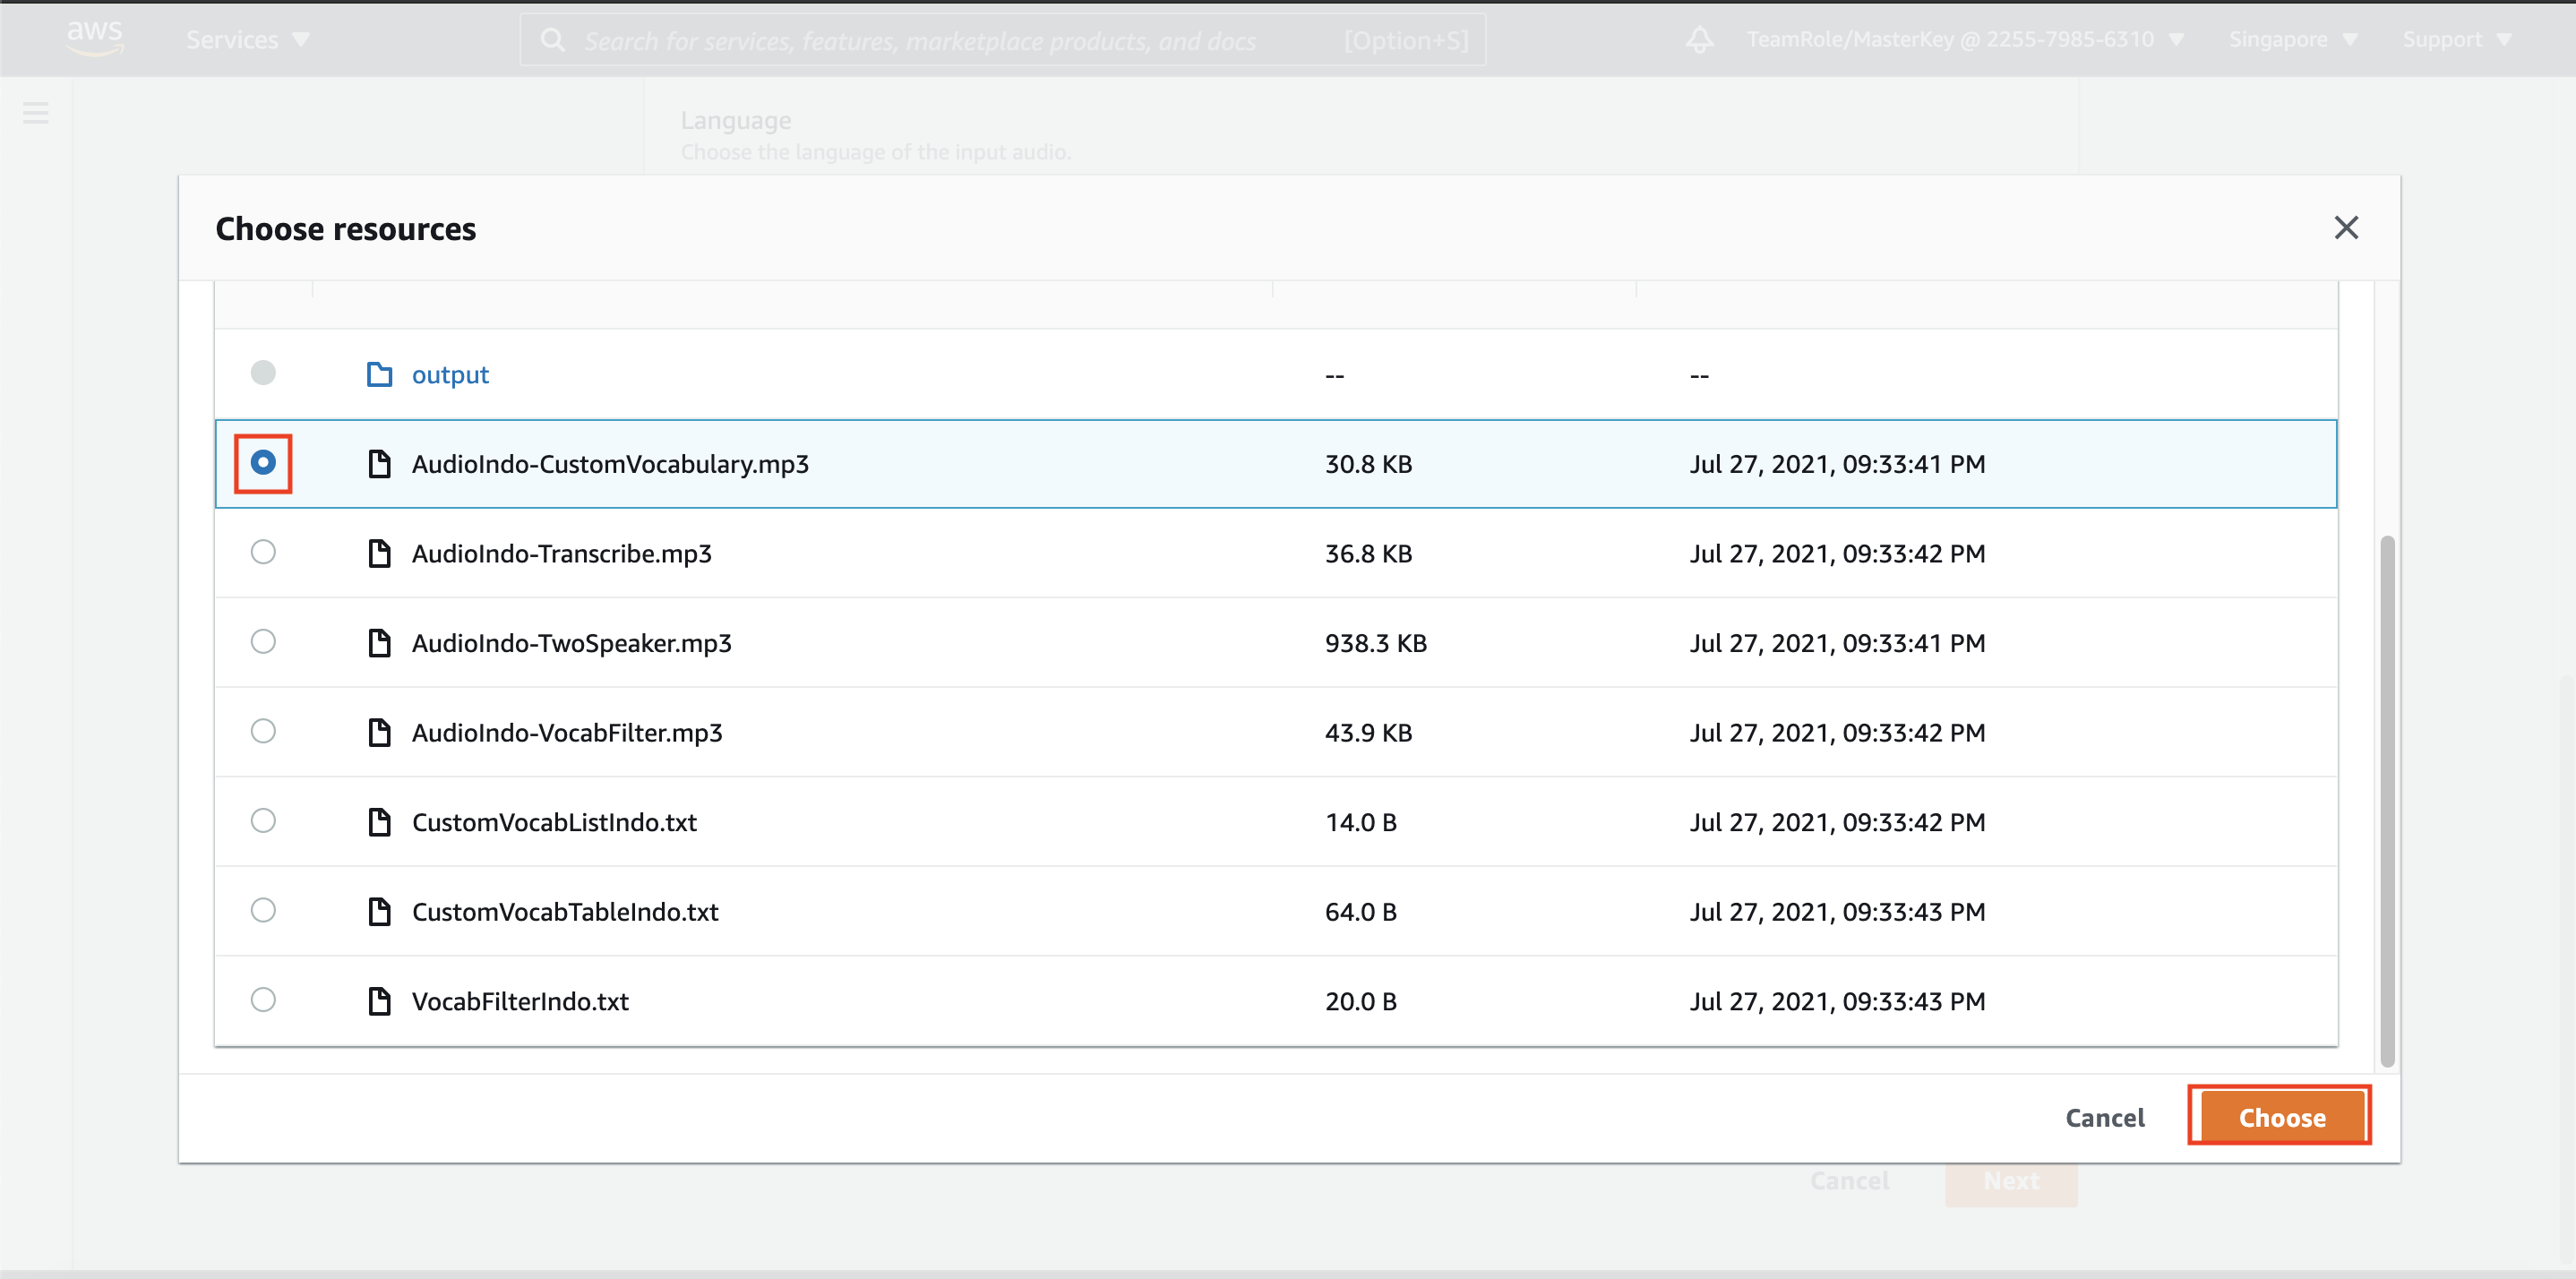 aws Services Search for services, features, marketplace products, and docs [Option+S] TeamRole/MasterKey @ 2255-7985-6310 Singapore Support
Language
Choose the language of the input audio.
Choose resources
output -- --
AudioIndo-CustomVocabulary.mp3 30.8 KB Jul 27, 2021, 09:33:41 PM
AudioIndo-Transcribe.mp3 36.8 KB Jul 27, 2021, 09:33:42 PM
AudioIndo-TwoSpeaker.mp3 938.3 KB Jul 27, 2021, 09:33:41 PM
AudioIndo-VocabFilter.mp3 43.9 KB Jul 27, 2021, 09:33:42 PM
CustomVocabListIndo.txt 14.0 B Jul 27, 2021, 09:33:42 PM
CustomVocabTableIndo.txt 64.0 B Jul 27, 2021, 09:33:43 PM
VocabFilterIndo.txt 20.0 B Jul 27, 2021, 09:33:43 PM
Cancel Choose
Cancel Next